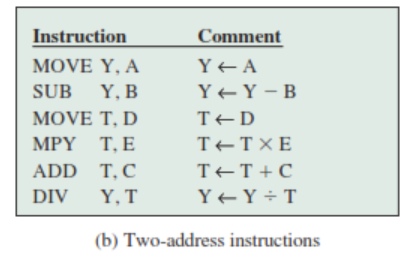 Instruction Comment
MOVE Y, A Y ← A
SUB Y, B Y ← Y − B
MOVE T, D T ← D
MPY T, E T ← T × E
ADD T, C T ← T + C
DIV Y, T Y ← Y ÷ T
(b) Two-address instructions